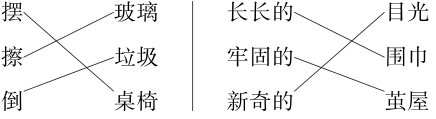 摆 玻璃 长长的 目光
擦 垃圾 牢固的 围巾
倒 桌椅 新奇的 茧屋